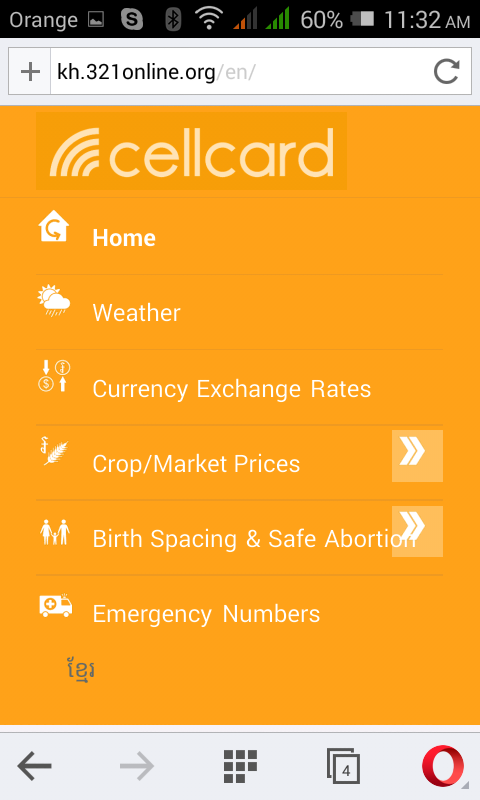 Orange 60% 11:32 AM
kh.321online.org/en/
cellcard
Home
Weather
Currency Exchange Rates
Crop/Market Prices
Birth Spacing & Safe Abortion
Emergency Numbers
ខ្មែរ
4